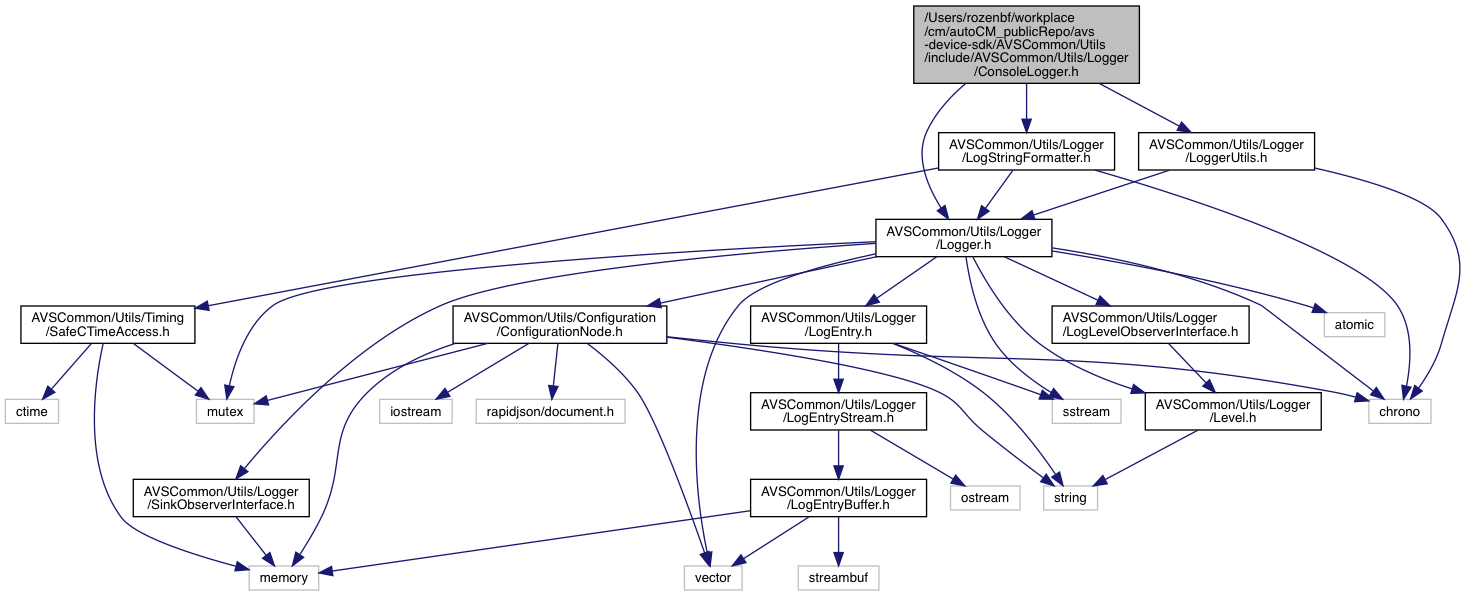 /Users/rozenbf/workplace
/cm/autoCM_publicRepo/avs
-device-sdk/AVSCommon/Utils
/include/AVSCommon/Utils/Logger
/ConsoleLogger.h
AVSCommon/Utils/Logger
/LogStringFormatter.h
AVSCommon/Utils/Logger
/LoggerUtils.h
AVSCommon/Utils/Logger
/Logger.h
AVSCommon/Utils/Timing
/SafeCTimeAccess.h
AVSCommon/Utils/Configuration
/ConfigurationNode.h
AVSCommon/Utils/Logger
/LogEntry.h
AVSCommon/Utils/Logger
/LogLevelObserverInterface.h
atomic
ctime
mutex
iostream
rapidjson/document.h
AVSCommon/Utils/Logger
/LogEntryStream.h
sstream
AVSCommon/Utils/Logger
/Level.h
chrono
AVSCommon/Utils/Logger
/SinkObserverInterface.h
AVSCommon/Utils/Logger
/LogEntryBuffer.h
ostream
string
memory
vector
streambuf